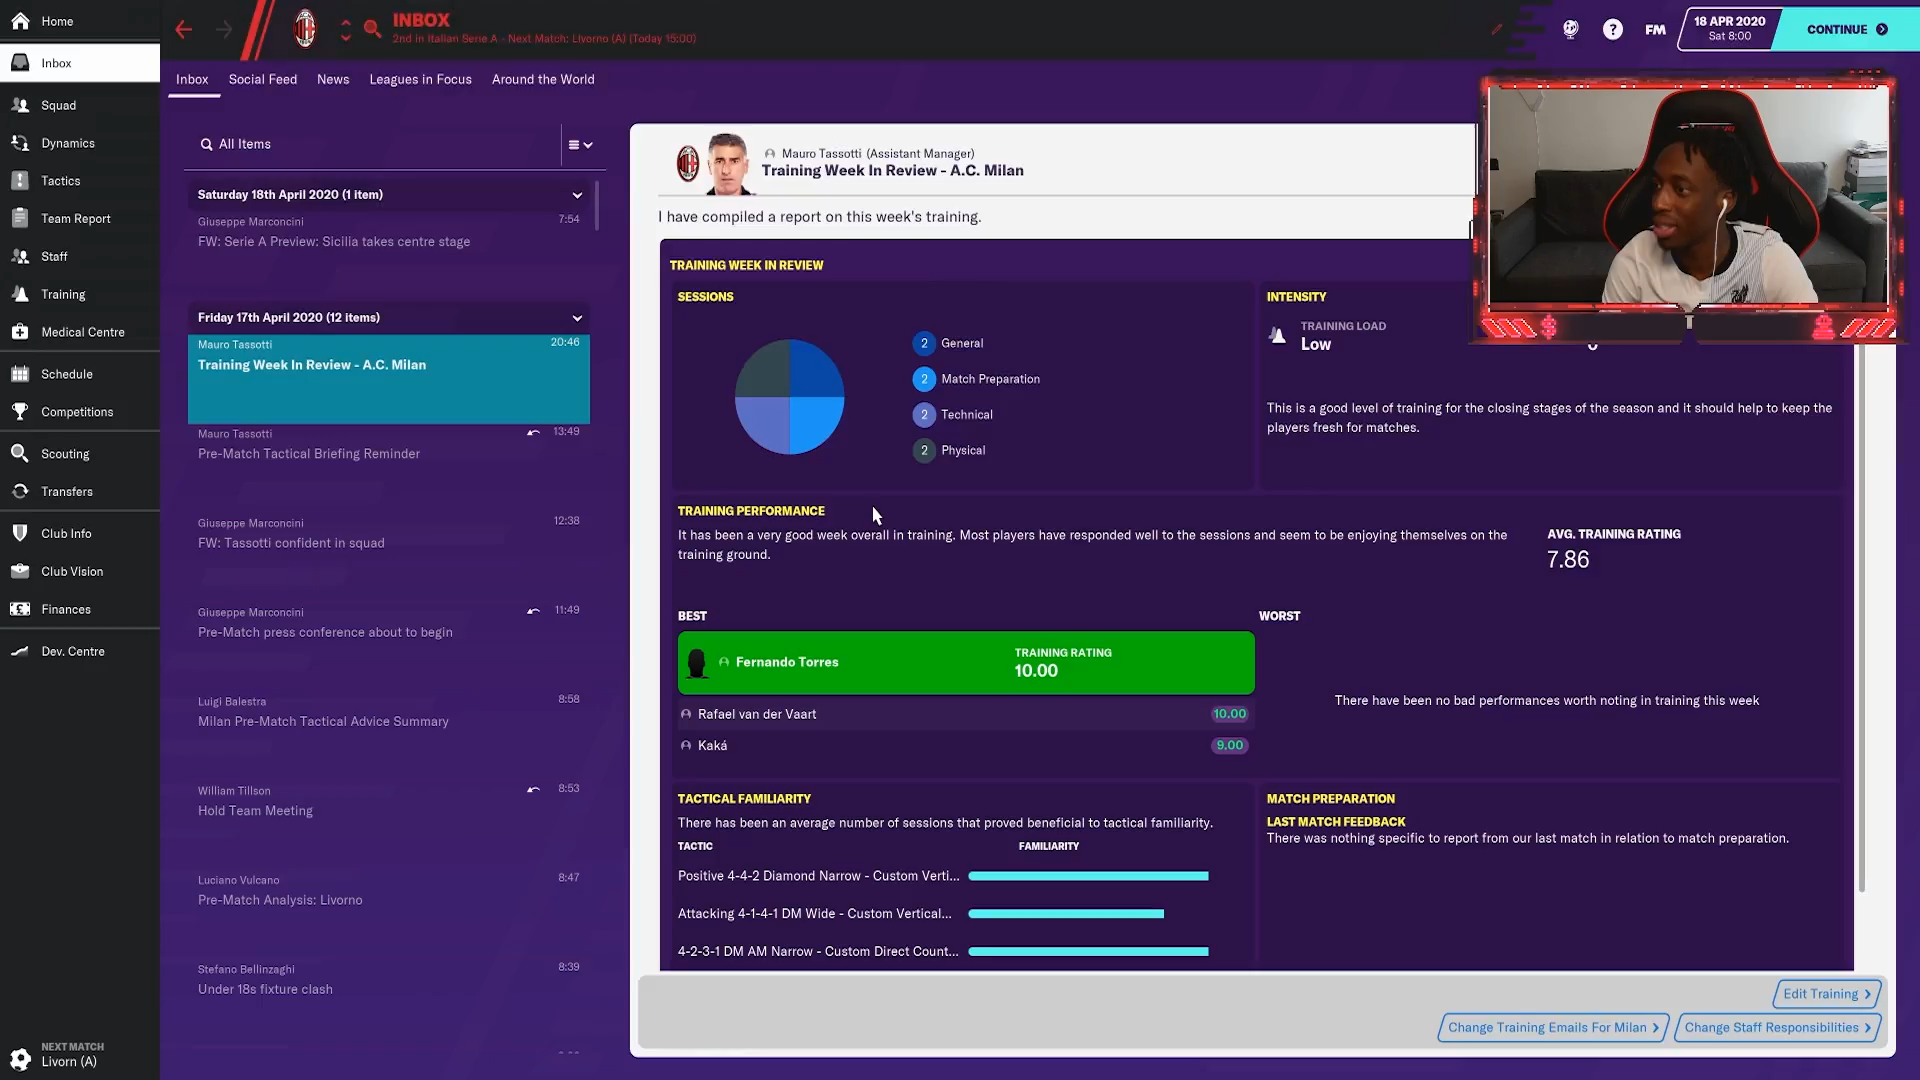 Home
Inbox
Squad
Dynamics
Tactics
Team Report
Staff
Training
Medical Centre
Schedule
Competitions
Scouting
Transfers
Club Info
Club Vision
Finances
Dev. Centre
NEXT MATCH
Livorn (A)
INBOX
2nd in Italian Serie A - Next Match: Livorno (A) (Today 15:00)
?
FM
18 APR 2020
Sat 8:00
CONTINUE
Inbox
Social Feed
News
Leagues in Focus
Around the World
All Items
Saturday 18th April 2020 (1 item)
Giuseppe Marconcini 7:54
FW: Serie A Preview: Sicilia takes centre stage
Friday 17th April 2020 (12 items)
Mauro Tassotti 20:46
Training Week In Review - A.C. Milan
Mauro Tassotti 13:49
Pre-Match Tactical Briefing Reminder
Giuseppe Marconcini 12:38
FW: Tassotti confident in squad
Giuseppe Marconcini 11:49
Pre-Match press conference about to begin
Luigi Balestra 8:58
Milan Pre-Match Tactical Advice Summary
William Tillson 8:53
Hold Team Meeting
Luciano Vulcano 8:47
Pre-Match Analysis: Livorno
Stefano Bellinzaghi 8:39
Under 18s fixture clash
Mauro Tassotti (Assistant Manager)
Training Week In Review - A.C. Milan
I have compiled a report on this week's training.
TRAINING WEEK IN REVIEW
SESSIONS
2 General
2 Match Preparation
2 Technical
2 Physical
INTENSITY
TRAINING LOAD
Low
This is a good level of training for the closing stages of the season and it should help to keep the
players fresh for matches.
TRAINING PERFORMANCE
It has been a very good week overall in training. Most players have responded well to the sessions and seem to be enjoying themselves on the
training ground.
AVG. TRAINING RATING
7.86
BEST
Fernando Torres
TRAINING RATING
10.00
Rafael van der Vaart 10.00
Kaká 9.00
WORST
There have been no bad performances worth noting in training this week
TACTICAL FAMILIARITY
There has been an average number of sessions that proved beneficial to tactical familiarity.
TACTIC FAMILIARITY
Positive 4-4-2 Diamond Narrow - Custom Verti...
Attacking 4-1-4-1 DM Wide - Custom Vertical...
4-2-3-1 DM AM Narrow - Custom Direct Count...
MATCH PREPARATION
LAST MATCH FEEDBACK
There was nothing specific to report from our last match in relation to match preparation.
Edit Training
Change Training Emails For Milan
Change Staff Responsibilities